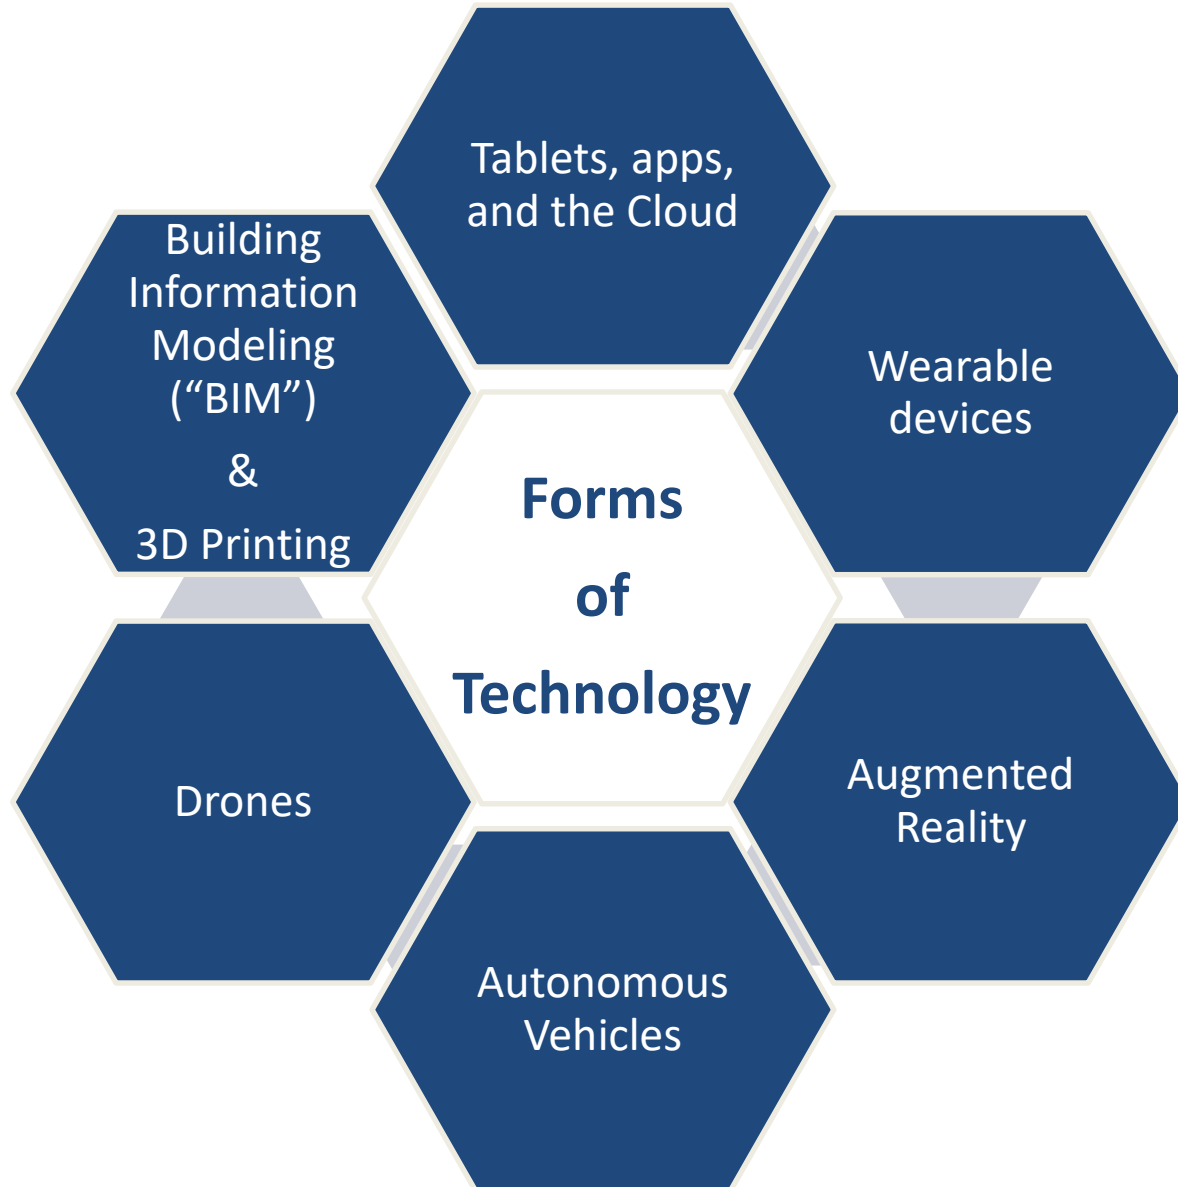 Tablets, apps,
and the Cloud
Building
Information
Modeling
(“BIM”)
&
3D Printing
Wearable
devices
Forms
of
Technology
Drones
Augmented
Reality
Autonomous
Vehicles